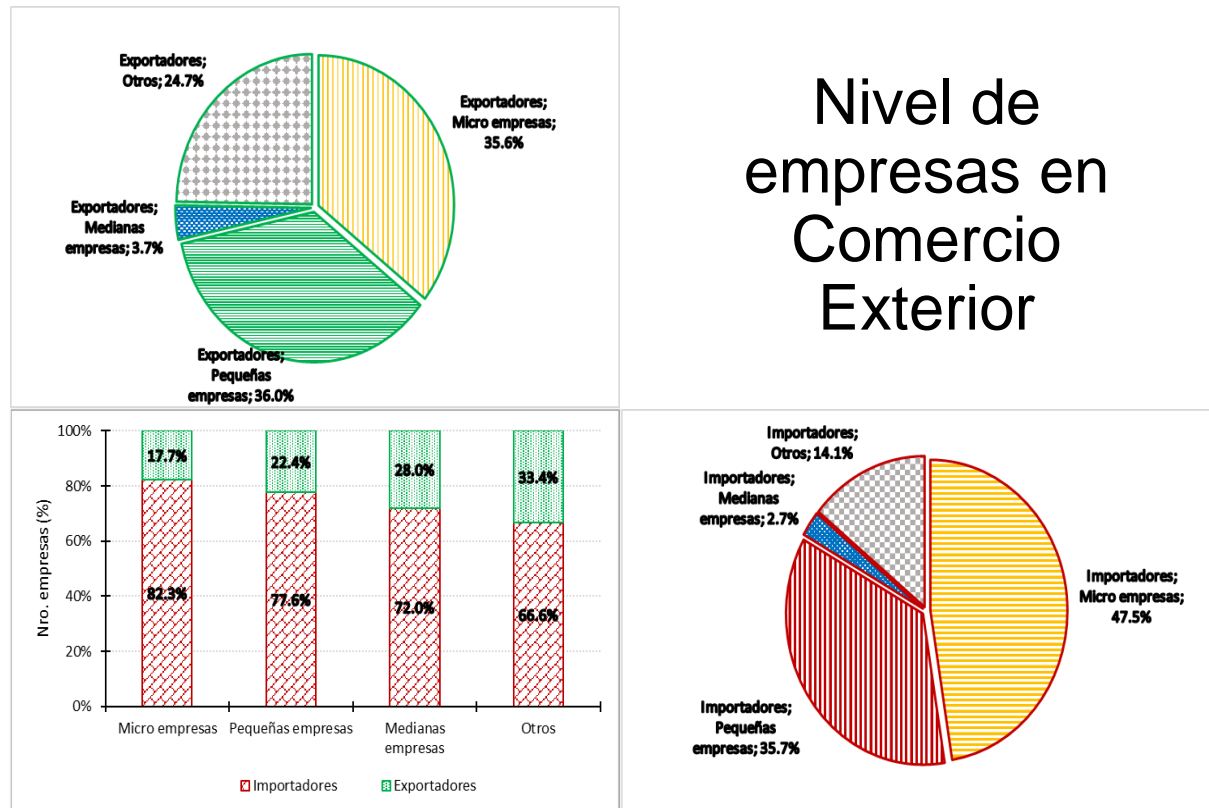 Exportadores;
Otros; 24.7%
Exportadores;
Micro empresas;
35.6%
Exportadores;
Medianas
empresas; 3.7%
Exportadores;
Pequeñas
empresas; 36.0%
Nivel de
empresas en
Comercio
Exterior
Nro. empresas (%)
100%
80%
60%
40%
20%
0%
17.7%
22.4%
28.0%
33.4%
82.3%
77.6%
72.0%
66.6%
Micro empresas
Pequeñas empresas
Medianas
empresas
Otros
Importadores
Exportadores
Importadores;
Otros; 14.1%
Importadores;
Medianas
empresas; 2.7%
Importadores;
Micro empresas;
47.5%
Importadores;
Pequeñas
empresas; 35.7%